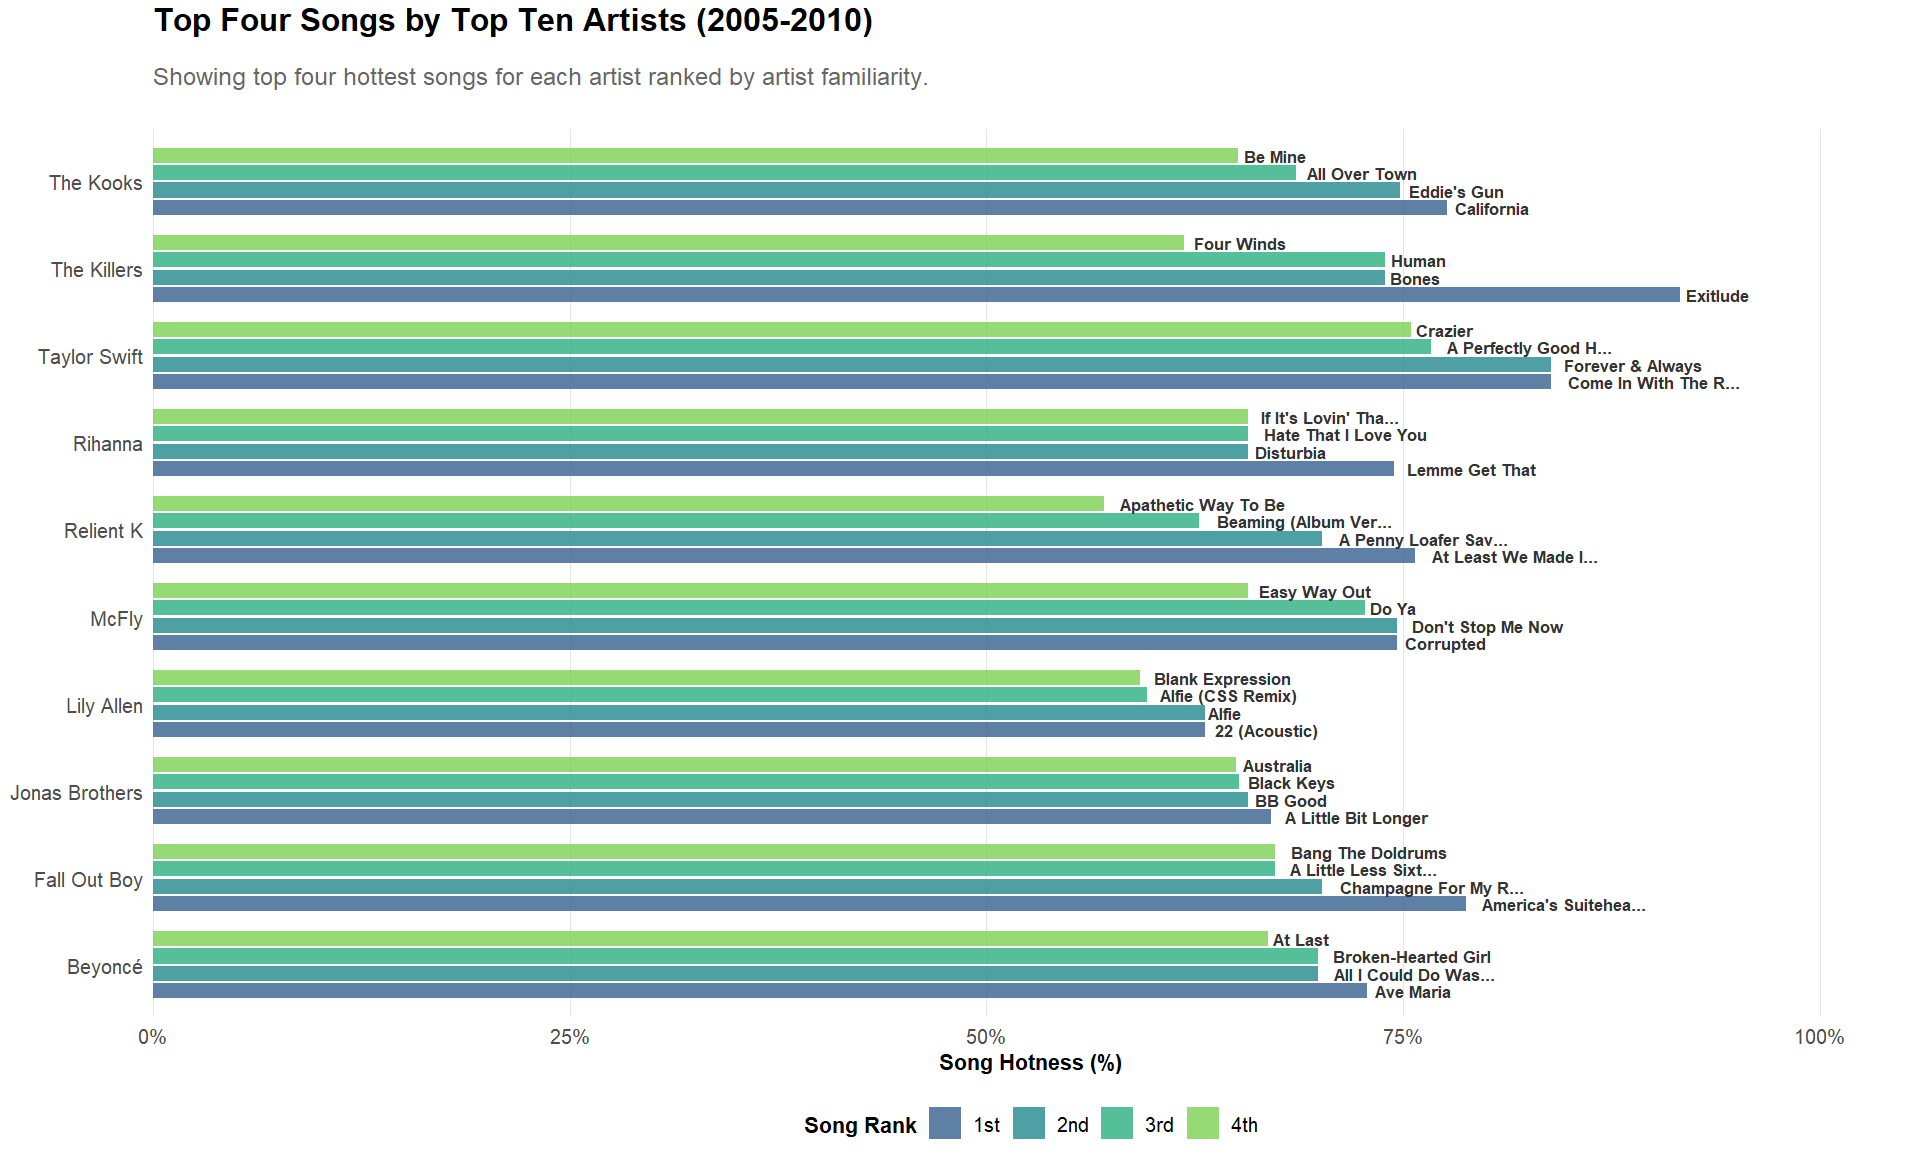 Top Four Songs by Top Ten Artists (2005-2010)
Showing top four hottest songs for each artist ranked by artist familiarity.
The Kooks
Be Mine
All Over Town
Eddie's Gun
California
The Killers
Four Winds
Human
Bones
Exitlude
Taylor Swift
Crazier
A Perfectly Good H...
Forever & Always
Come In With The R...
Rihanna
If It's Lovin' Tha...
Hate That I Love You
Disturbia
Lemme Get That
Relient K
Apathetic Way To Be
Beaming (Album Ver...
A Penny Loafer Sav...
At Least We Made I...
McFly
Easy Way Out
Do Ya
Don't Stop Me Now
Corrupted
Lily Allen
Blank Expression
Alfie (CSS Remix)
Alfie
22 (Acoustic)
Jonas Brothers
Australia
Black Keys
BB Good
A Little Bit Longer
Fall Out Boy
Bang The Doldrums
A Little Less Sixt...
Champagne For My R...
America's Suitehea...
Beyoncé
At Last
Broken-Hearted Girl
All I Could Do Was...
Ave Maria
0% 25% 50% 75% 100%
Song Hotness (%)
Song Rank 1st 2nd 3rd 4th